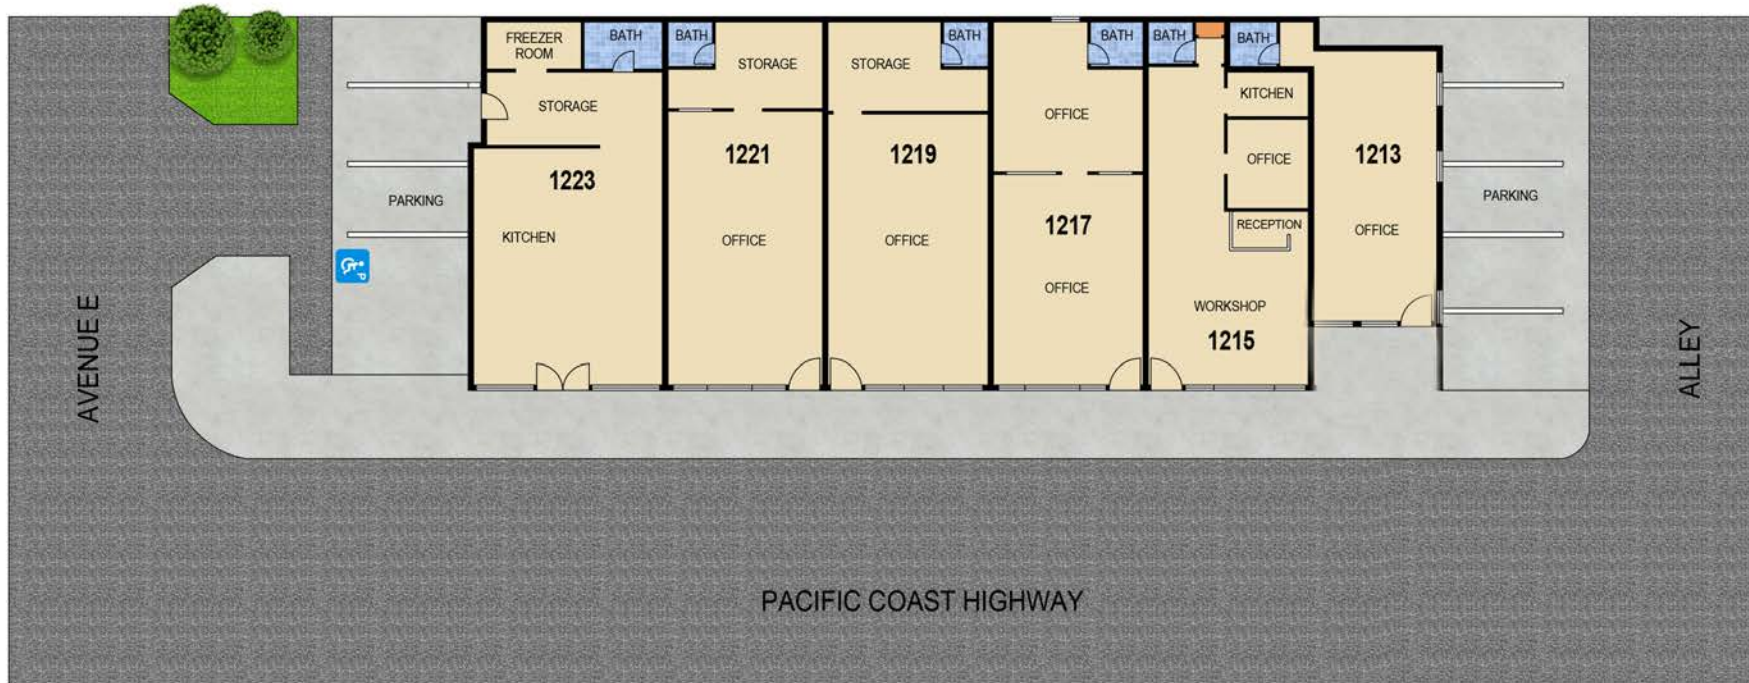 FREEZER
ROOM
BATH
BATH
STORAGE
STORAGE
BATH
BATH
BATH
BATH
STORAGE
KITCHEN
OFFICE
1223
1221
1219
OFFICE
1213
PARKING
PARKING
1217
RECEPTION
KITCHEN
OFFICE
OFFICE
OFFICE
P
OFFICE
WORKSHOP
1215
AVENUE E
ALLEY
PACIFIC COAST HIGHWAY